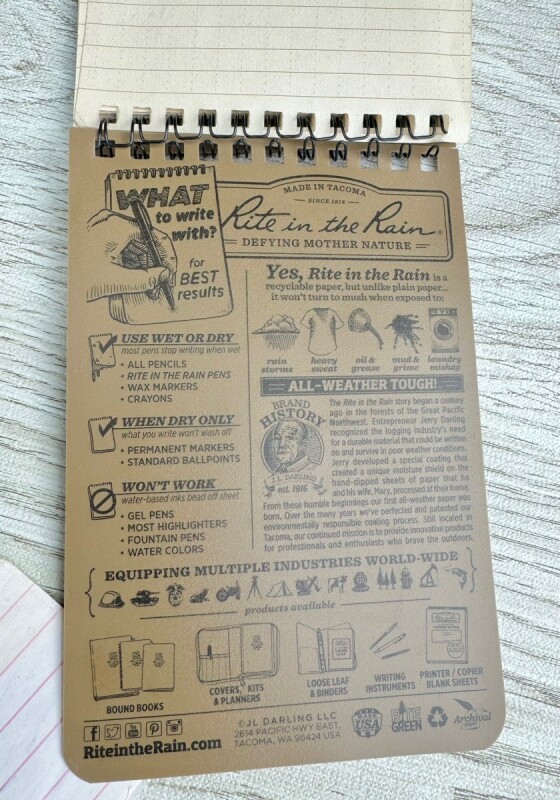 WHAT
to write
with?
for
BEST
results
MADE IN TACOMA
SINCE 1916
Rite in the Rain®
DEFYING MOTHER NATURE
Yes, Rite in the Rain is a
recyclable paper, but unlike plain paper...
it won't turn to mush when exposed to:
rain
storms
heavy
sweat
oil &
grease
mud &
grime
laundry
mishap
USE WET OR DRY
most pens stop writing when wet
• ALL PENCILS
• RITE IN THE RAIN PENS
• WAX MARKERS
• CRAYONS
WHEN DRY ONLY
what you write won't wash off
• PERMANENT MARKERS
• STANDARD BALLPOINTS
WON'T WORK
water-based inks bead off sheet
• GEL PENS
• MOST HIGHLIGHTERS
• FOUNTAIN PENS
• WATER COLORS
ALL-WEATHER TOUGH!
BRAND
HISTORY
J.L. DARLING
est. 1916
The Rite in the Rain story began a century
ago in the forests of the Great Pacific
Northwest. Entrepreneur Jerry Darling
recognized the logging industry's need
for a durable material that could be written
on and survive in poor weather conditions.
Jerry developed a special coating that
created a unique moisture shield on the
hand-dipped sheets of paper that he
and his wife, Mary, processed at their home.
From these humble beginnings our first all-weather paper was
born. Over the many years we've perfected and patented our
environmentally responsible coating process. Still located in
Tacoma, our continued mission is to provide innovative products
for professionals and enthusiasts who brave the outdoors.
EQUIPPING MULTIPLE INDUSTRIES WORLD-WIDE
products available
BOUND BOOKS
COVERS, KITS
& PLANNERS
LOOSE LEAF
& BINDERS
WRITING
INSTRUMENTS
PRINTER / COPIER
BLANK SHEETS
RiteintheRain.com
© JL DARLING LLC
2614 PACIFIC HWY EAST,
TACOMA, WA 98424 USA
MADE IN
USA
RITE
GREEN
Archival